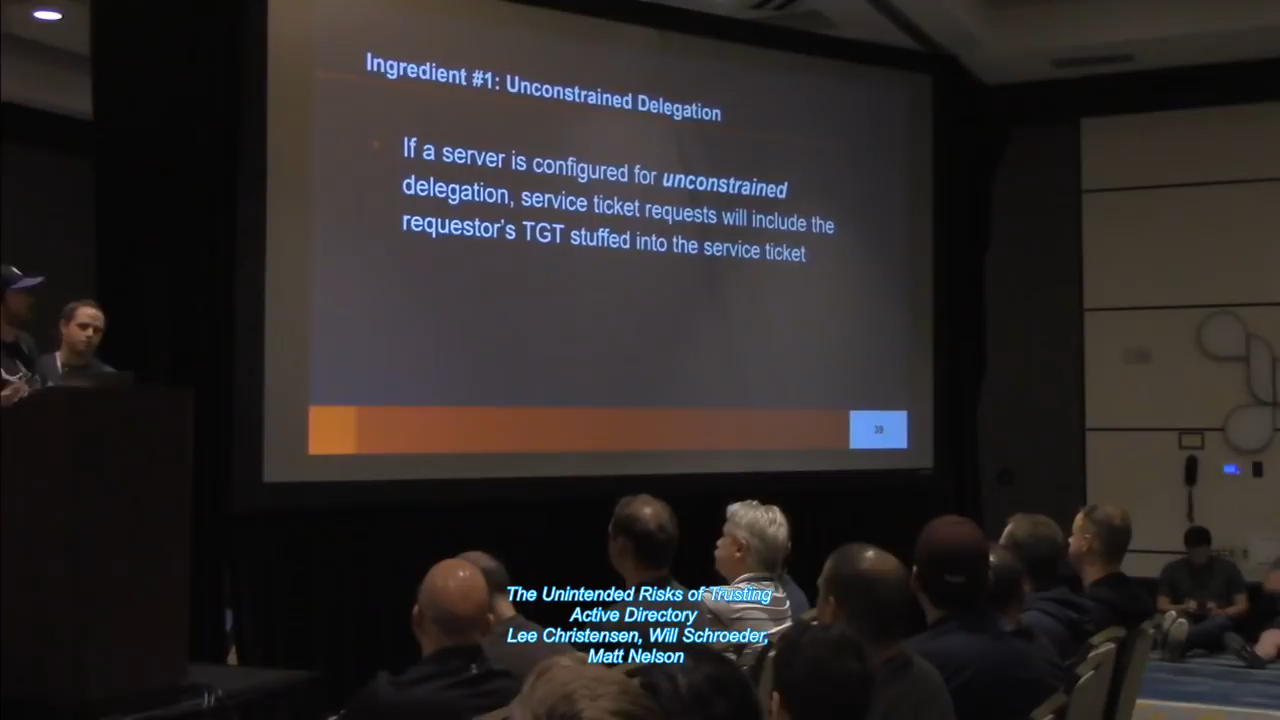 Ingredient #1: Unconstrained Delegation
If a server is configured for unconstrained
delegation, service ticket requests will include the
requestor's TGT stuffed into the service ticket
39
The Unintended Risks of Trusting
Active Directory
Lee Christensen, Will Schroeder,
Matt Nelson